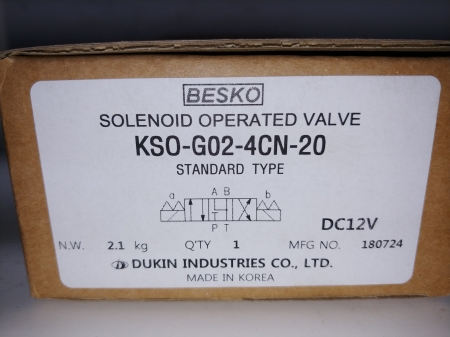 BESKO
SOLENOID OPERATED VALVE
KSO-G02-4CN-20
STANDARD TYPE
a A B b
T
P T
DC12V
N.W. 2.1 kg Q'TY 1 MFG NO. 180724
DUKIN INDUSTRIES CO., LTD.
MADE IN KOREA